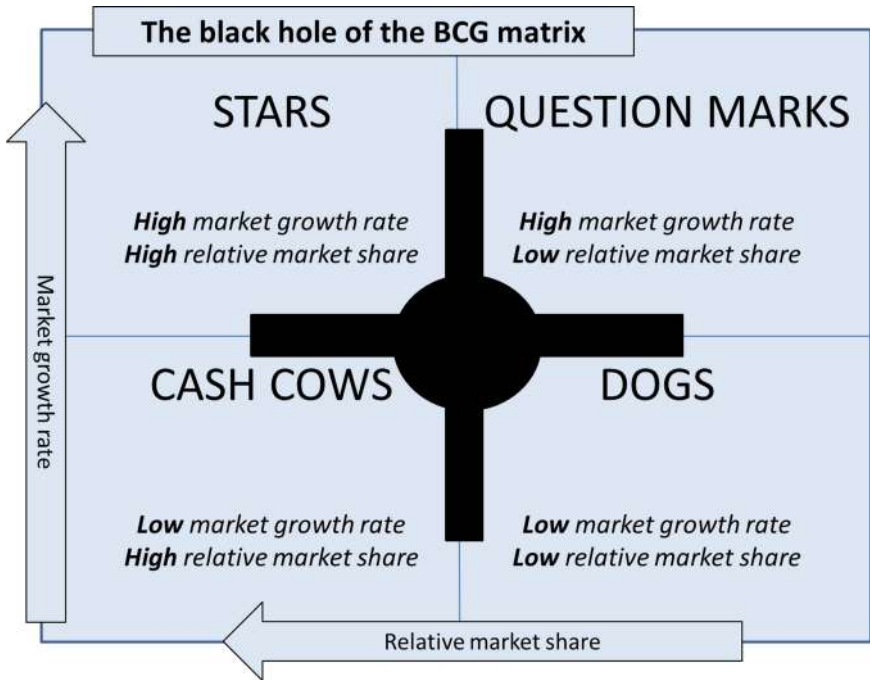 The black hole of the BCG matrix
STARS
QUESTION MARKS
High market growth rate
High relative market share
High market growth rate
Low relative market share
Market growth rate
CASH COWS
DOGS
Low market growth rate
High relative market share
Low market growth rate
Low relative market share
Relative market share